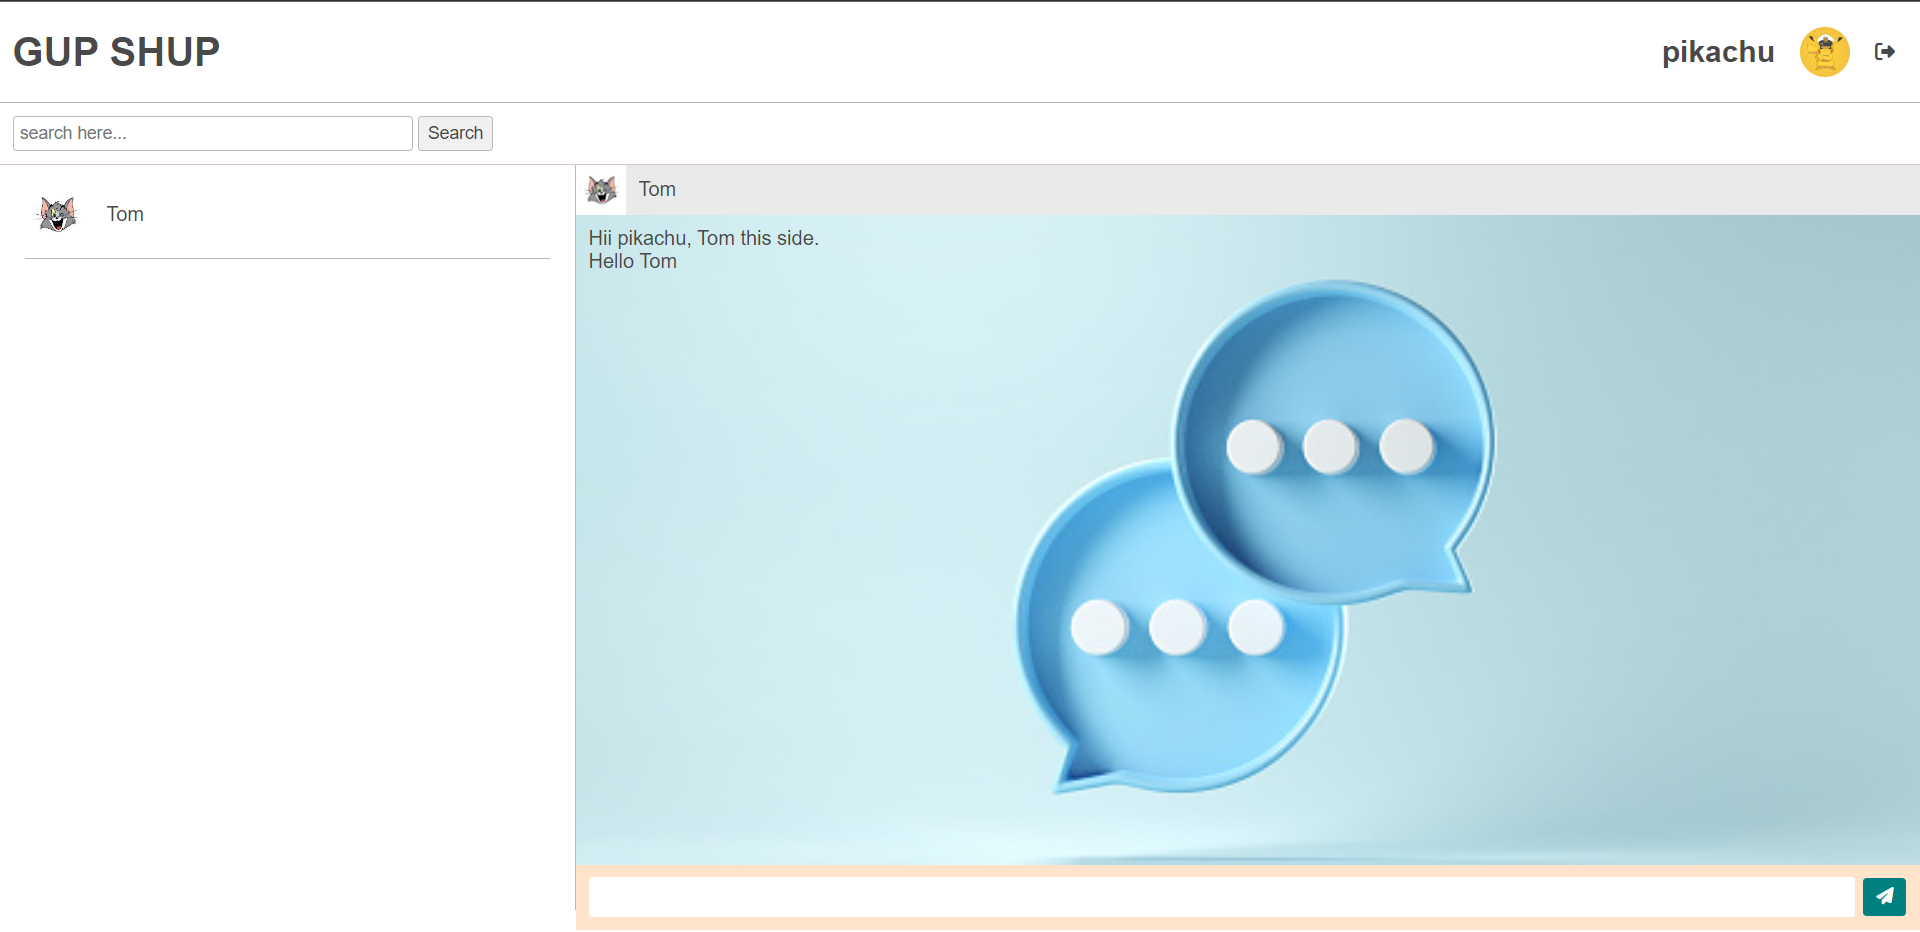 GUP SHUP
pikachu
search here...
Search
Tom
Tom
Hii pikachu, Tom this side.
Hello Tom